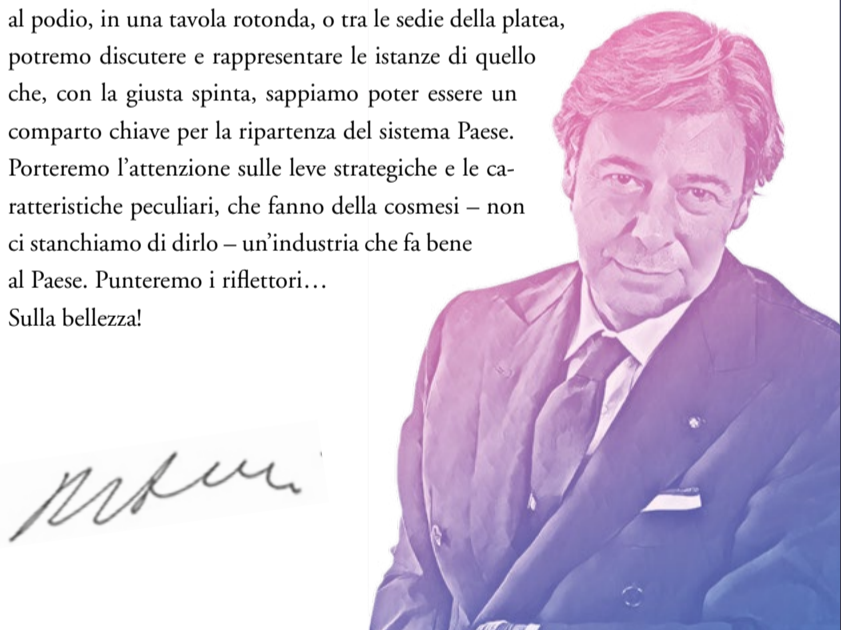 al podio, in una tavola rotonda, o tra le sedie della platea,
potremo discutere e rappresentare le istanze di quello
che, con la giusta spinta, sappiamo poter essere un
comparto chiave per la ripartenza del sistema Paese.
Porteremo l’attenzione sulle leve strategiche e le ca-
ratteristiche peculiari, che fanno della cosmesi – non
ci stanchiamo di dirlo – un’industria che fa bene
al Paese. Punteremo i riflettori…
Sulla bellezza!